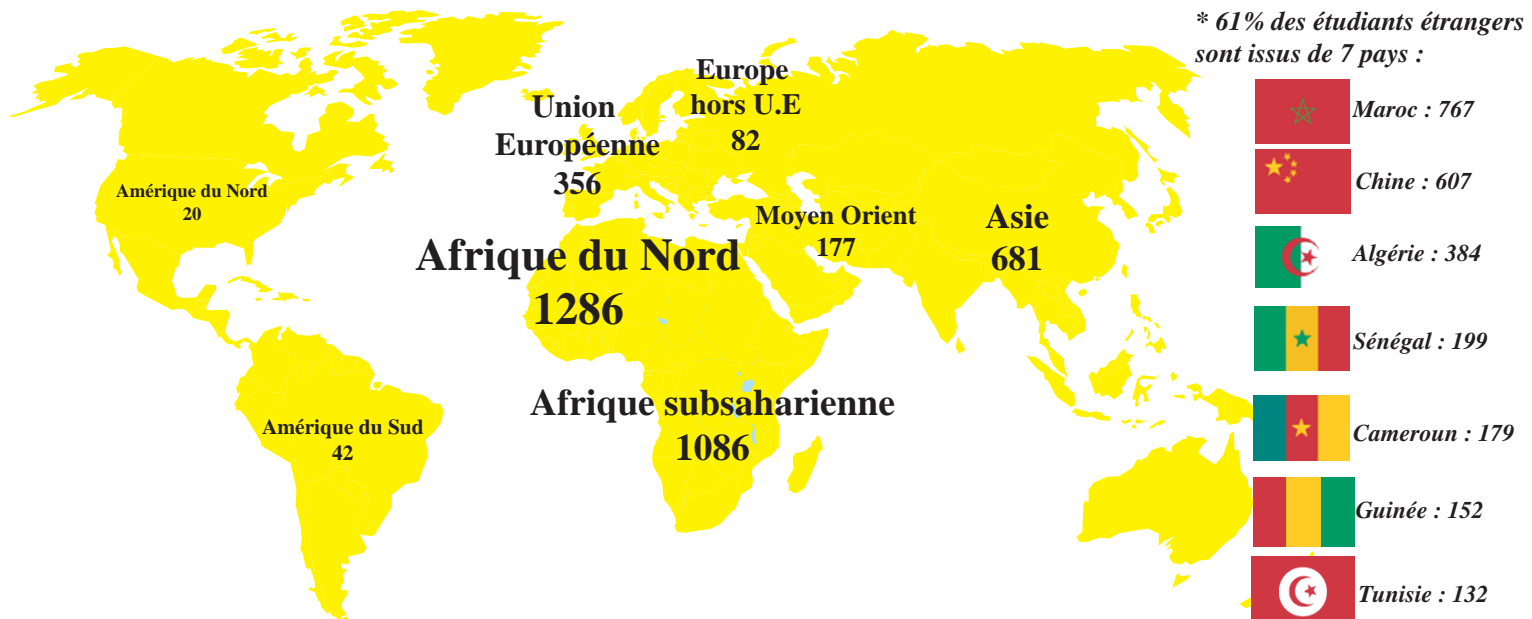 * 61% des étudiants étrangers
sont issus de 7 pays :
Europe
hors U.E
82
Union
Européenne
356
Amérique du Nord
20
Moyen Orient
177
Asie
681
Afrique du Nord
1286
Afrique subsaharienne
1086
Amérique du Sud
42
Maroc : 767
Chine : 607
Algérie : 384
Sénégal : 199
Cameroun : 179
Guinée : 152
Tunisie : 132